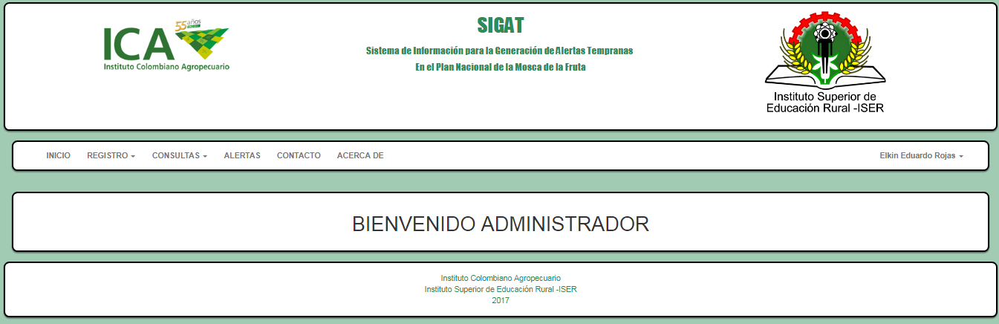 55 años
ICA
Instituto Colombiano Agropecuario
SIGAT
Sistema de Información para la Generación de Alertas Tempranas
En el Plan Nacional de la Mosca de la Fruta
Instituto Superior de
Educación Rural -ISER
INICIO REGISTRO CONSULTAS ALERTAS CONTACTO ACERCA DE Elkin Eduardo Rojas
BIENVENIDO ADMINISTRADOR
Instituto Colombiano Agropecuario
Instituto Superior de Educación Rural -ISER
2017